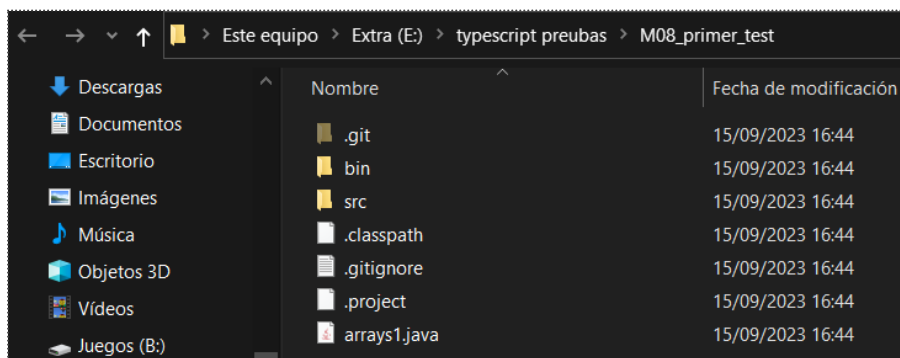 Este equipo > Extra (E:) > typescript preubas > M08_primer_test
Descargas
Documentos
Escritorio
Imágenes
Música
Objetos 3D
Vídeos
Juegos (B:)
Nombre Fecha de modificación
.git 15/09/2023 16:44
bin 15/09/2023 16:44
src 15/09/2023 16:44
.classpath 15/09/2023 16:44
.gitignore 15/09/2023 16:44
.project 15/09/2023 16:44
arrays1.java 15/09/2023 16:44